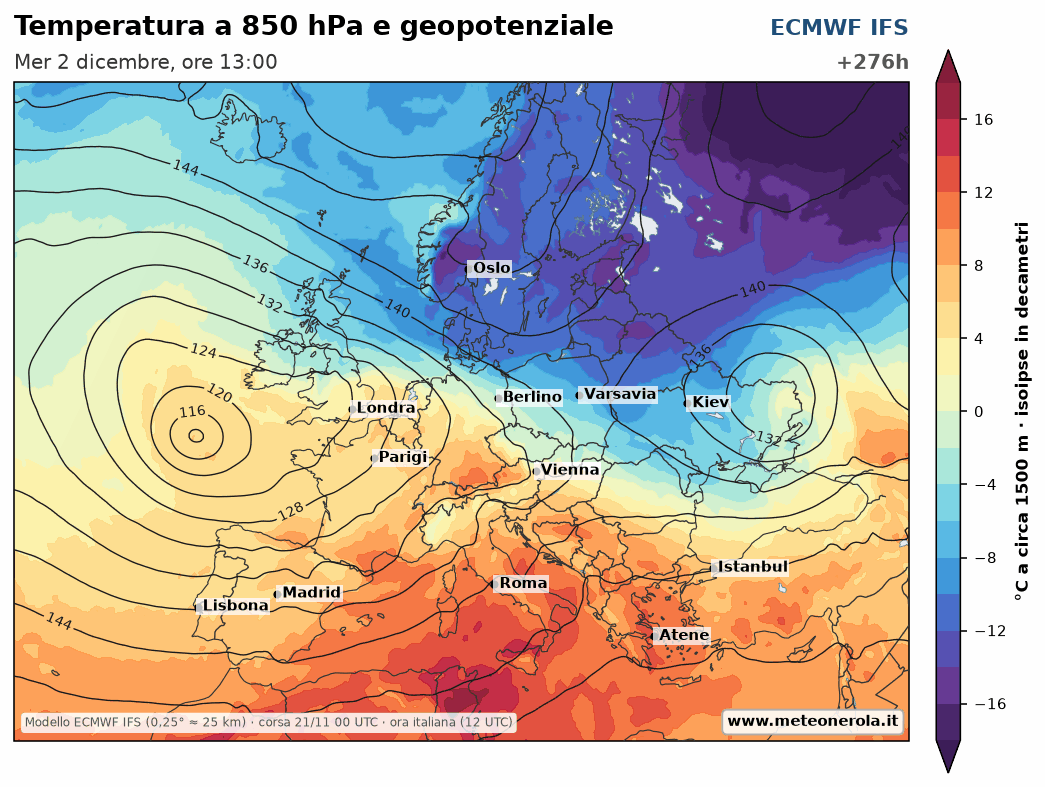 Temperatura a 850 hPa e geopotenziale
ECMWF IFS
Mer 2 dicembre, ore 13:00
+276h
144
136
132
140
124
120
116
128
144
140
136
132
Oslo
Berlino
Varsavia
Kiev
Londra
Parigi
Vienna
Istanbul
Roma
Madrid
Lisbona
Atene
16
12
8
4
0
−4
−8
−12
−16
°C a circa 1500 m · isoipse in decametri
Modello ECMWF IFS (0,25° ≈ 25 km) · corsa 21/11 00 UTC · ora italiana (12 UTC)
www.meteonerola.it